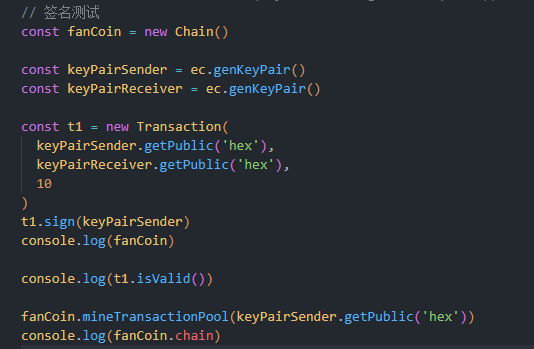 // 签名测试
const fanCoin = new Chain()
const keyPairSender = ec.genKeyPair()
const keyPairReceiver = ec.genKeyPair()
const t1 = new Transaction(
keyPairSender.getPublic('hex'),
keyPairReceiver.getPublic('hex'),
10
)
t1.sign(keyPairSender)
console.log(fanCoin)
console.log(t1.isValid())
fanCoin.mineTransactionPool(keyPairSender.getPublic('hex'))
console.log(fanCoin.chain)